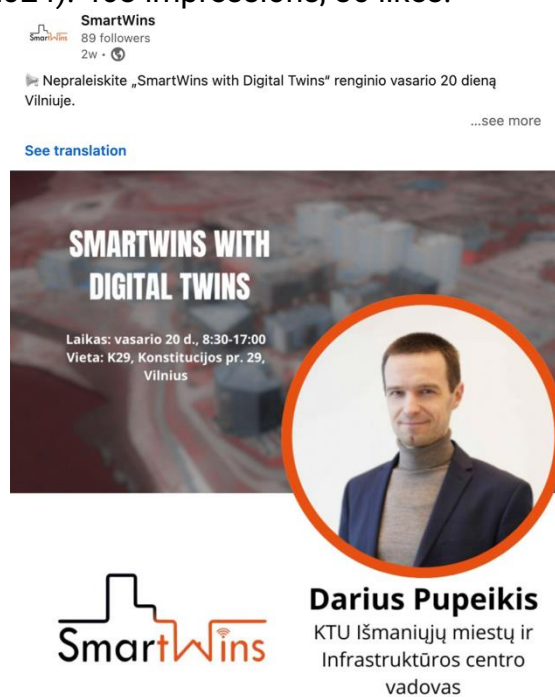 SmartWins
SmartWins
89 followers
2w •
Nepraleiskite „SmartWins with Digital Twins“ renginio vasario 20 dieną
Vilniuje.
...see more
See translation
SMARTWINS WITH
DIGITAL TWINS
Laikas: vasario 20 d., 8:30-17:00
Vieta: K29, Konstitucijos pr. 29,
Vilnius
SmartWins
Darius Pupeikis
KTU Išmaniųjų miestų ir
Infrastruktūros centro
vadovas